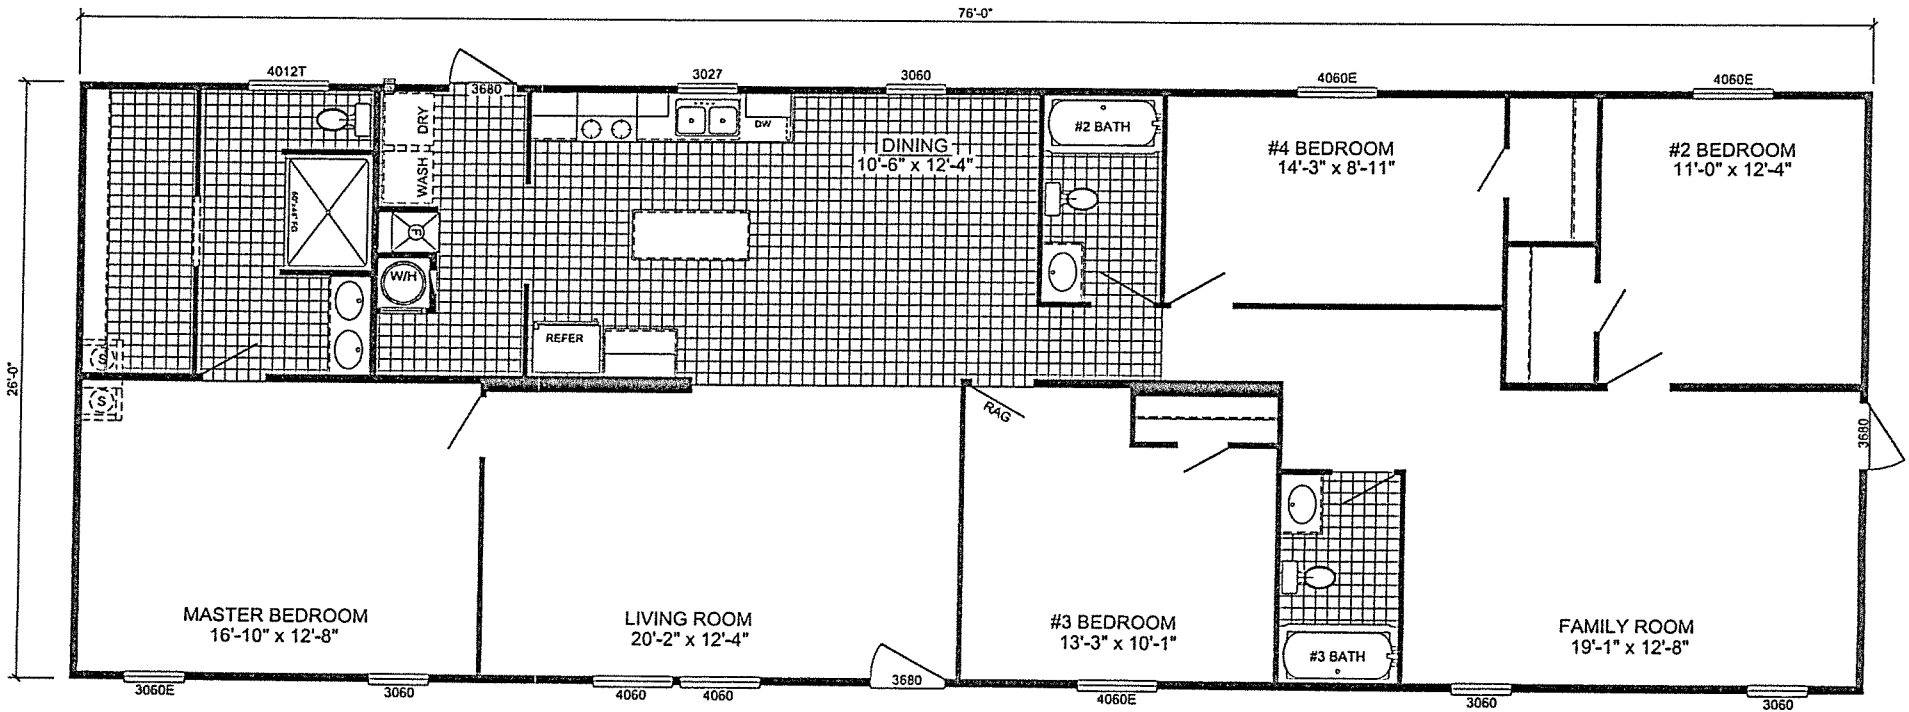 76'-0"
4012T
3680
3027
3060
4060E
4060E
26'-0"
DRY
WASH
DW
DINING
10'-6" x 12'-4"
#2 BATH
#4 BEDROOM
14'-3" x 8'-11"
#2 BEDROOM
11'-0" x 12'-4"
F
W/H
REFER
S
S
RAG
3680
MASTER BEDROOM
16'-10" x 12'-8"
LIVING ROOM
20'-2" x 12'-4"
#3 BEDROOM
13'-3" x 10'-1"
#3 BATH
FAMILY ROOM
19'-1" x 12'-8"
3060E
3060
4060
4060
3680
4060E
3060
3060